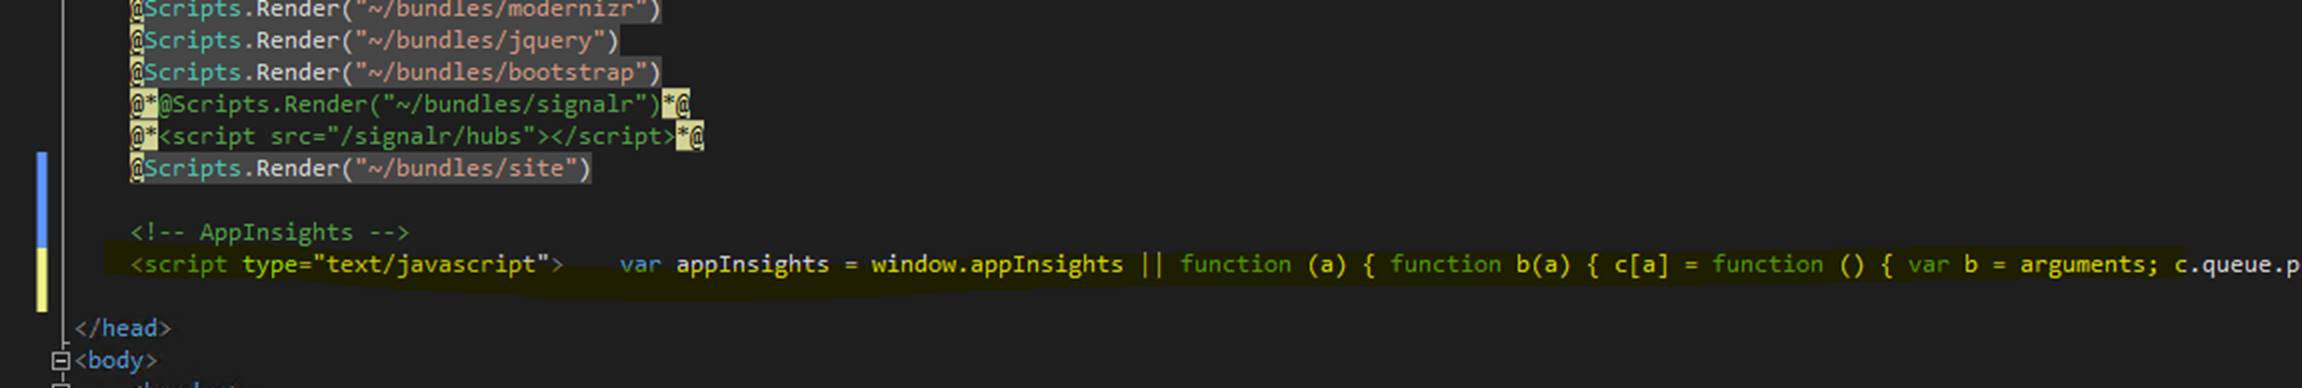 @Scripts.Render("~/bundles/modernizr")
@Scripts.Render("~/bundles/jquery")
@Scripts.Render("~/bundles/bootstrap")
@*@Scripts.Render("~/bundles/signalr")*@
@*<script src="/signalr/hubs"></script>*@
@Scripts.Render("~/bundles/site")
<!-- AppInsights -->
<script type="text/javascript">    var appInsights = window.appInsights || function (a) { function b(a) { c[a] = function () { var b = arguments; c.queue.p
</head>
<body>